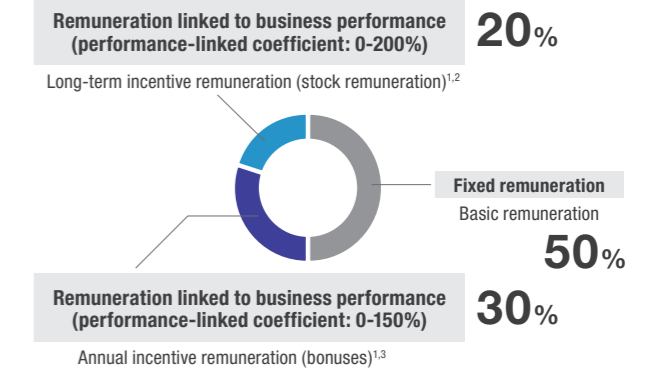 Remuneration linked to business performance
(performance-linked coefficient: 0-200%)
20%
Long-term incentive remuneration (stock remuneration)1,2
Fixed remuneration
Basic remuneration
50%
Remuneration linked to business performance
(performance-linked coefficient: 0-150%)
30%
Annual incentive remuneration (bonuses)1,3